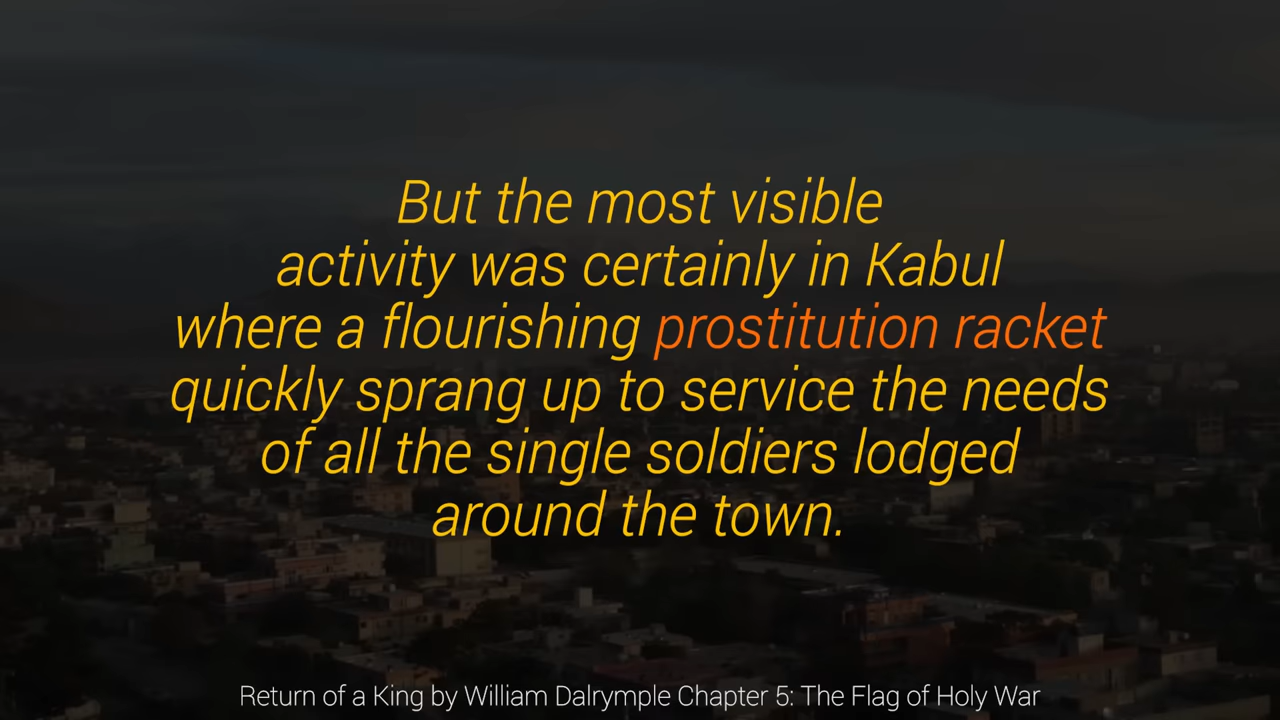 But the most visible
activity was certainly in Kabul
where a flourishing prostitution racket
quickly sprang up to service the needs
of all the single soldiers lodged
around the town.
Return of a King by William Dalrymple Chapter 5: The Flag of Holy War